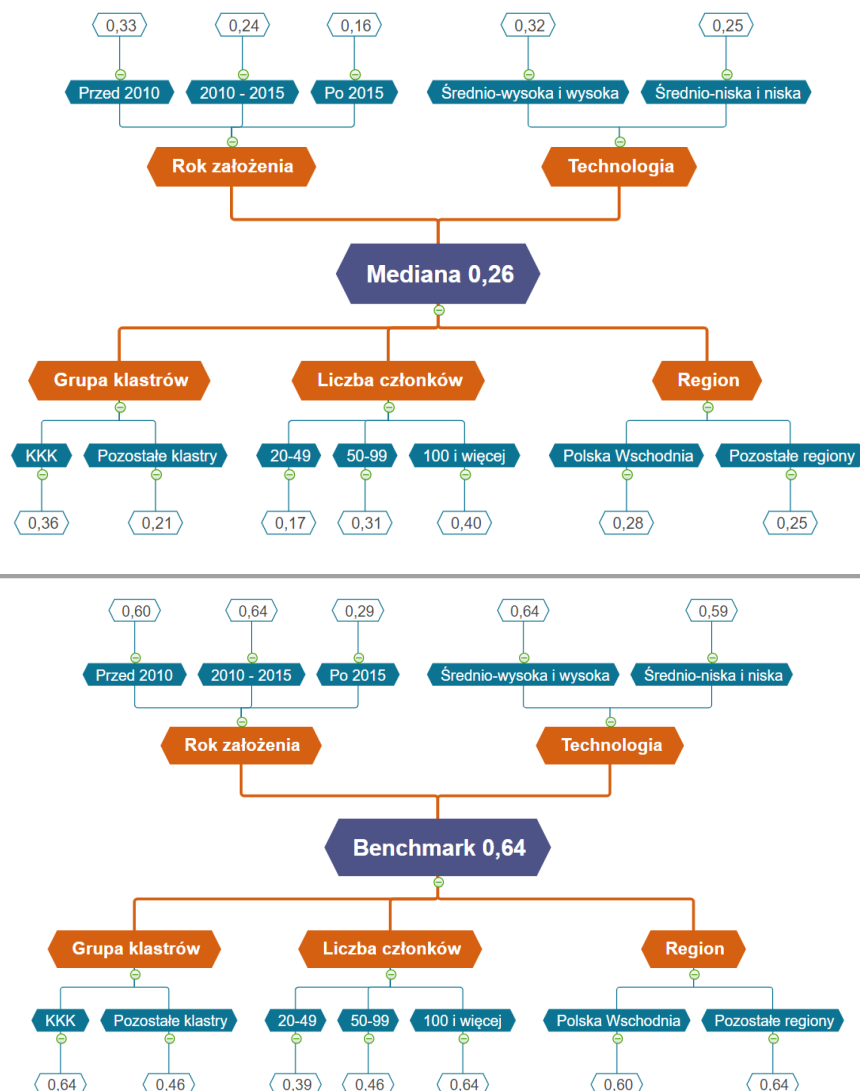 0,33 0,24 0,16 0,32 0,25
Przed 2010 2010 - 2015 Po 2015 Średnio-wysoka i wysoka Średnio-niska i niska
Rok założenia Technologia
Mediana 0,26
Grupa klastrów Liczba członków Region
KKK Pozostałe klastry 20-49 50-99 100 i więcej Polska Wschodnia Pozostałe regiony
0,36 0,21 0,17 0,31 0,40 0,28 0,25
0,60 0,64 0,29 0,64 0,59
Przed 2010 2010 - 2015 Po 2015 Średnio-wysoka i wysoka Średnio-niska i niska
Rok założenia Technologia
Benchmark 0,64
Grupa klastrów Liczba członków Region
KKK Pozostałe klastry 20-49 50-99 100 i więcej Polska Wschodnia Pozostałe regiony
0,64 0,46 0,39 0,46 0,64 0,60 0,64